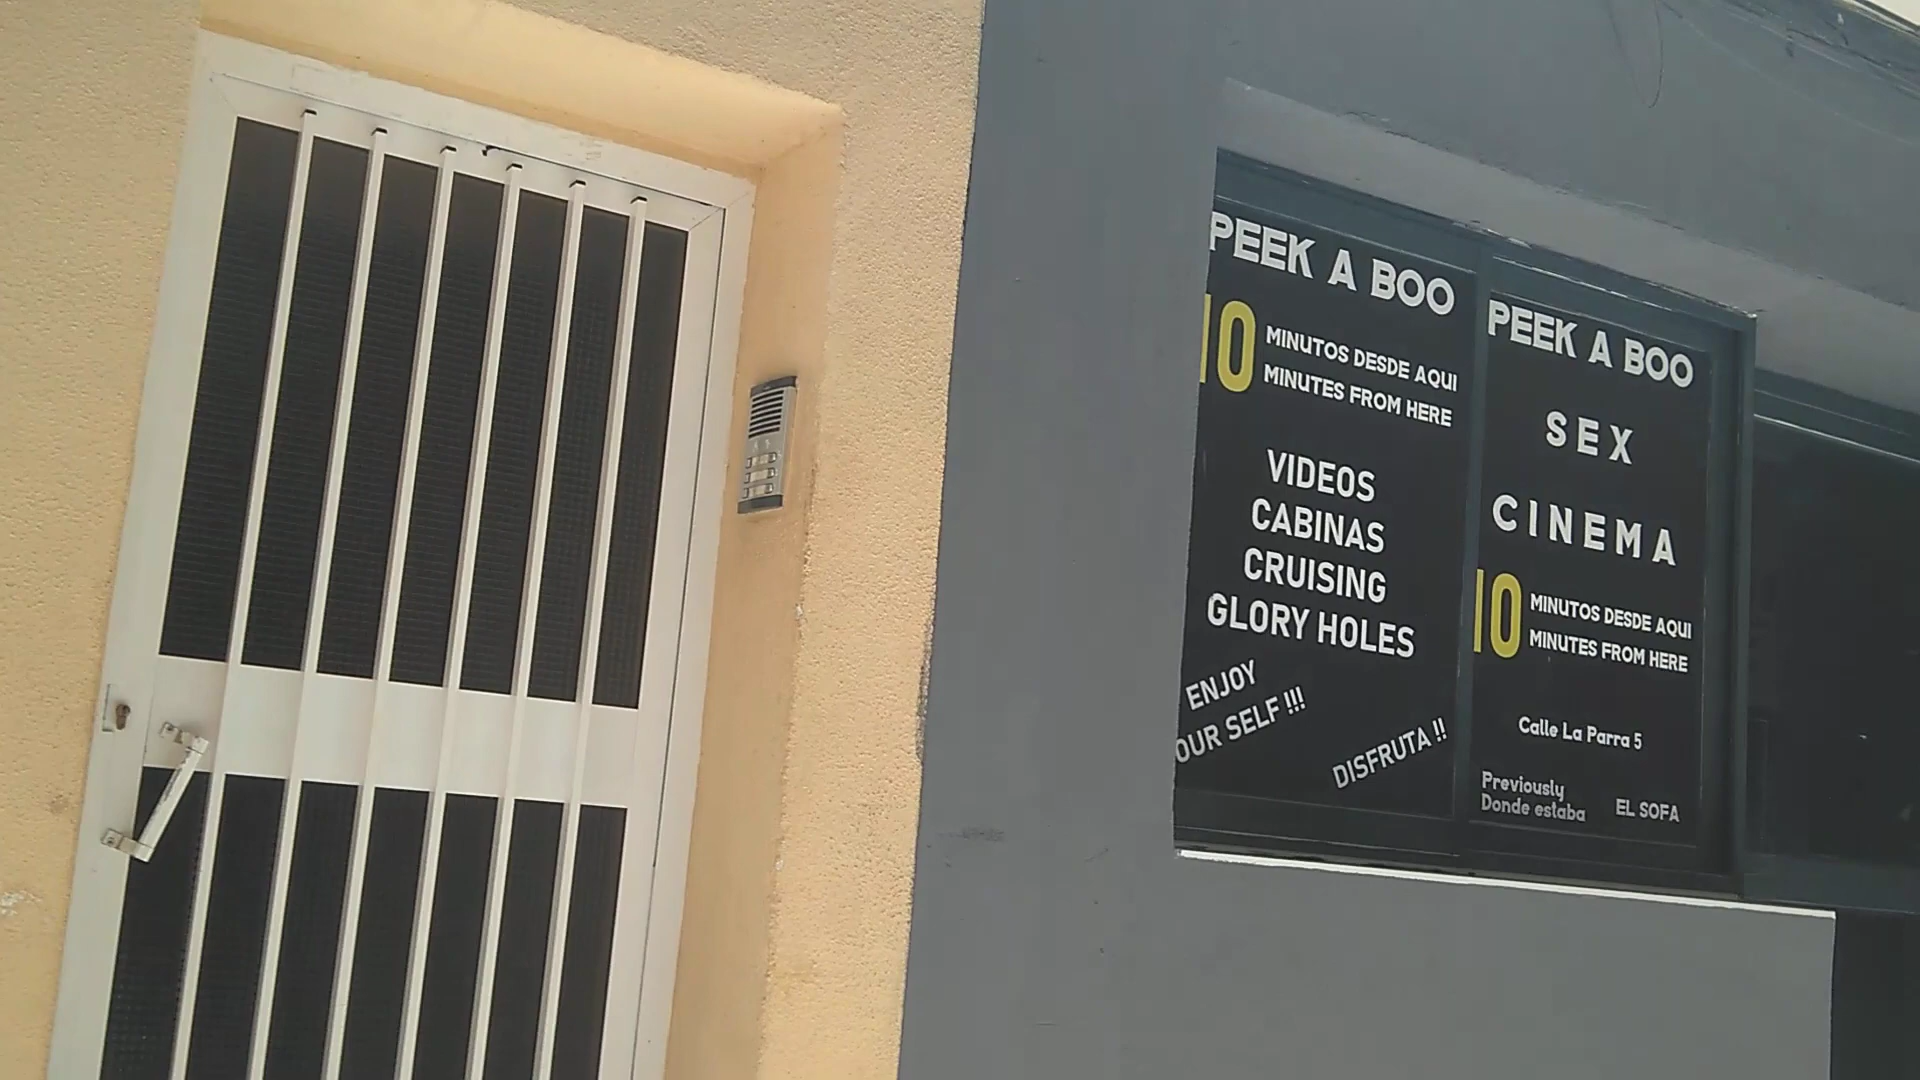 PEEK A BOO
10 MINUTOS DESDE AQUI
MINUTES FROM HERE
VIDEOS
CABINAS
CRUISING
GLORY HOLES
ENJOY
OUR SELF !!!
DISFRUTA !!
PEEK A BOO
SEX
CINEMA
10 MINUTOS DESDE AQUI
MINUTES FROM HERE
Calle La Parra 5
Previously
Donde estaba EL SOFA